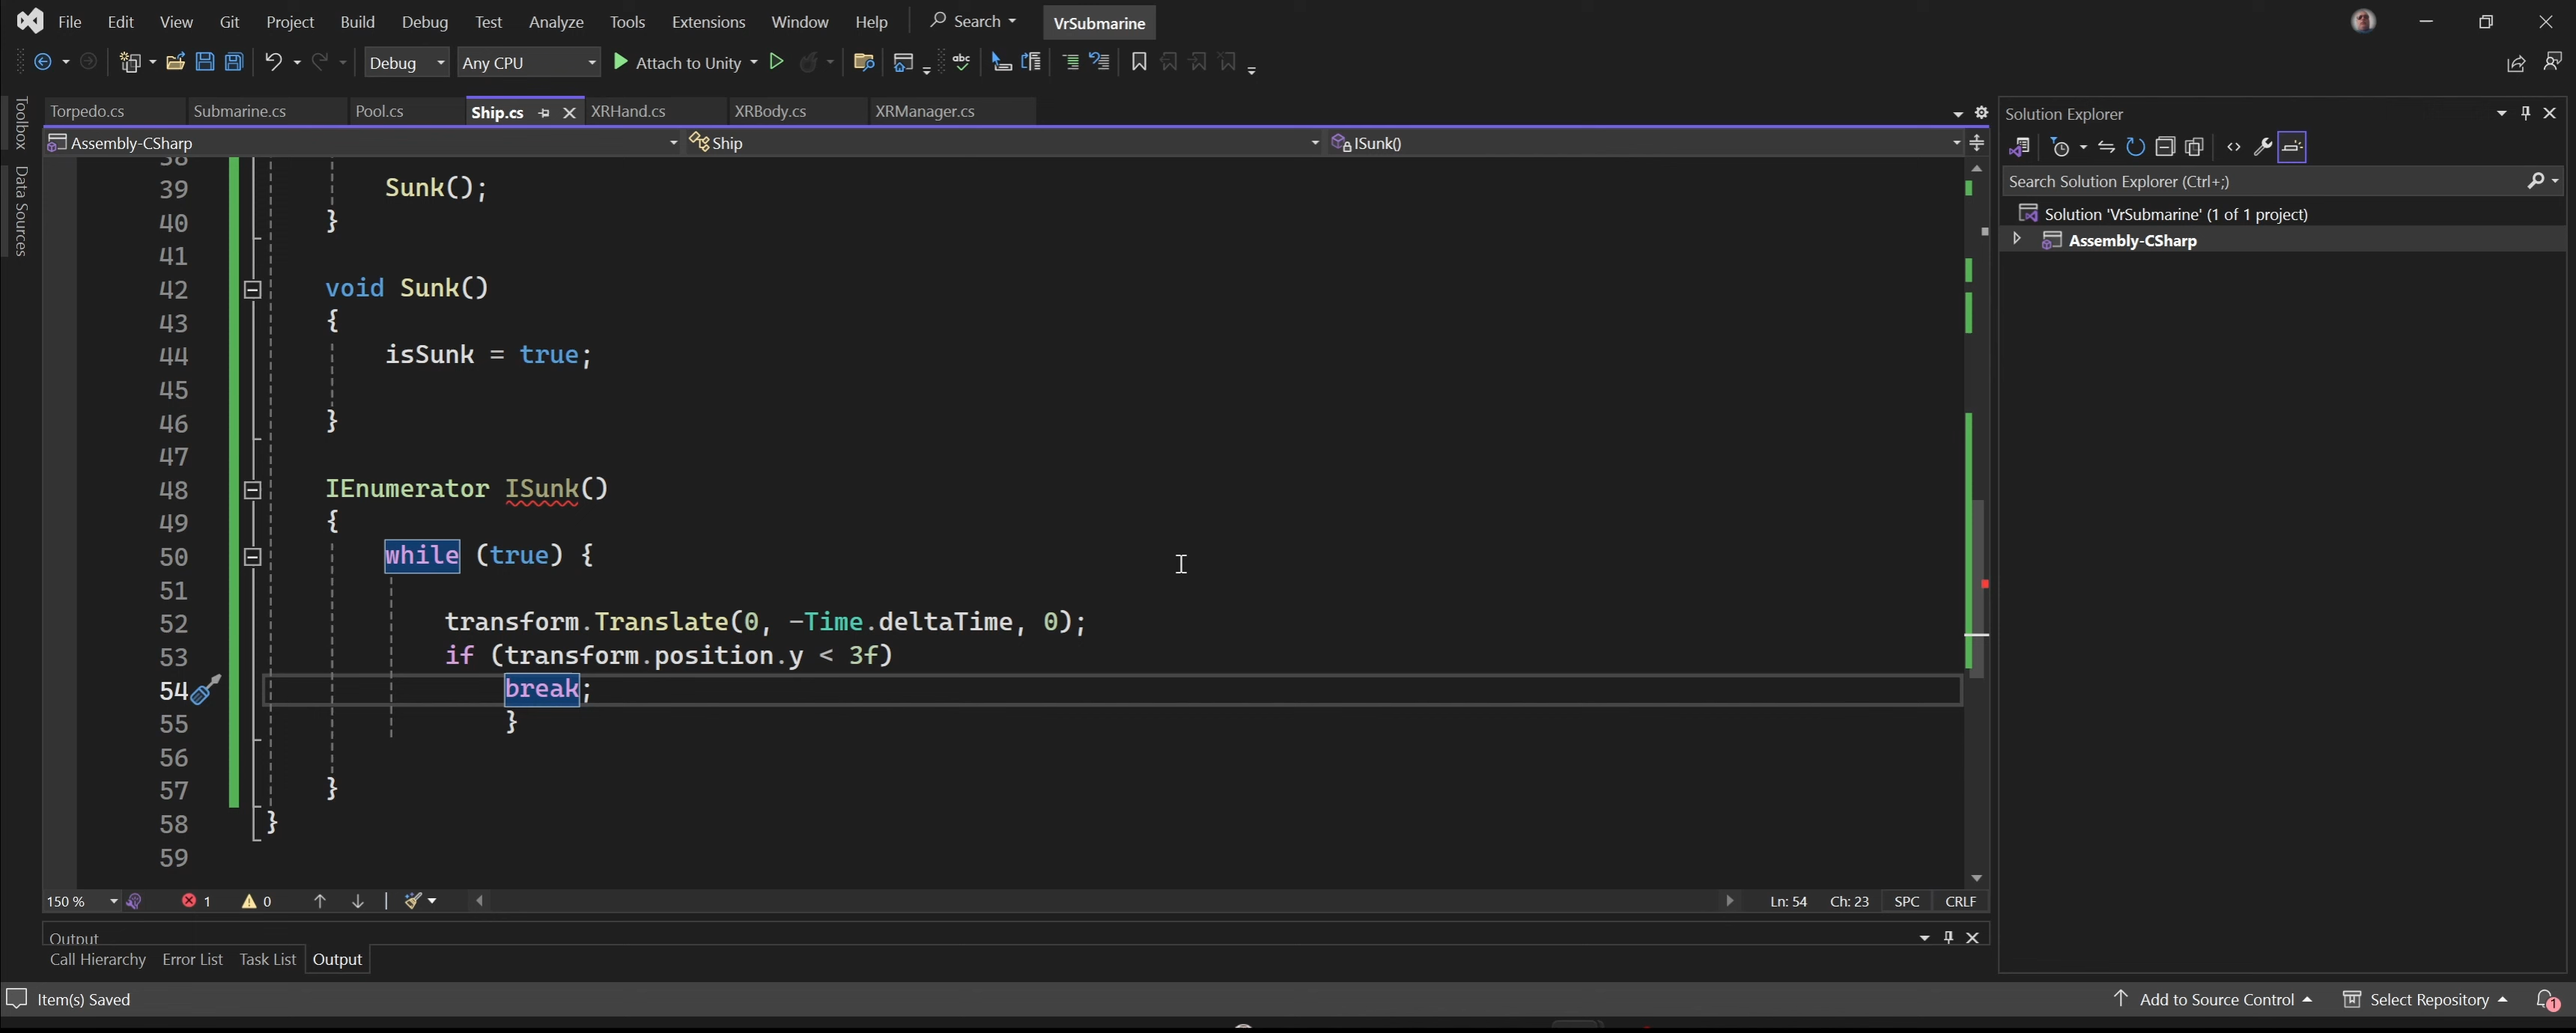 File Edit View Git Project Build Debug Test Analyze Tools Extensions Window Help Search VrSubmarine
Debug Any CPU Attach to Unity
Toolbox
Data Sources
Torpedo.cs Submarine.cs Pool.cs Ship.cs XRHand.cs XRBody.cs XRManager.cs
Assembly-CSharp Ship ISunk()
38
39 Sunk();
40 }
41
42 void Sunk()
43 {
44 isSunk = true;
45
46 }
47
48 IEnumerator ISunk()
49 {
50 while (true) {
51
52 transform.Translate(0, -Time.deltaTime, 0);
53 if (transform.position.y < 3f)
54 break;
55 }
56
57 }
58 }
59
150 % 1 0 Ln: 54 Ch: 23 SPC CRLF
Output
Call Hierarchy Error List Task List Output
Solution Explorer
Search Solution Explorer (Ctrl+;)
Solution 'VrSubmarine' (1 of 1 project)
Assembly-CSharp
Item(s) Saved Add to Source Control Select Repository 1